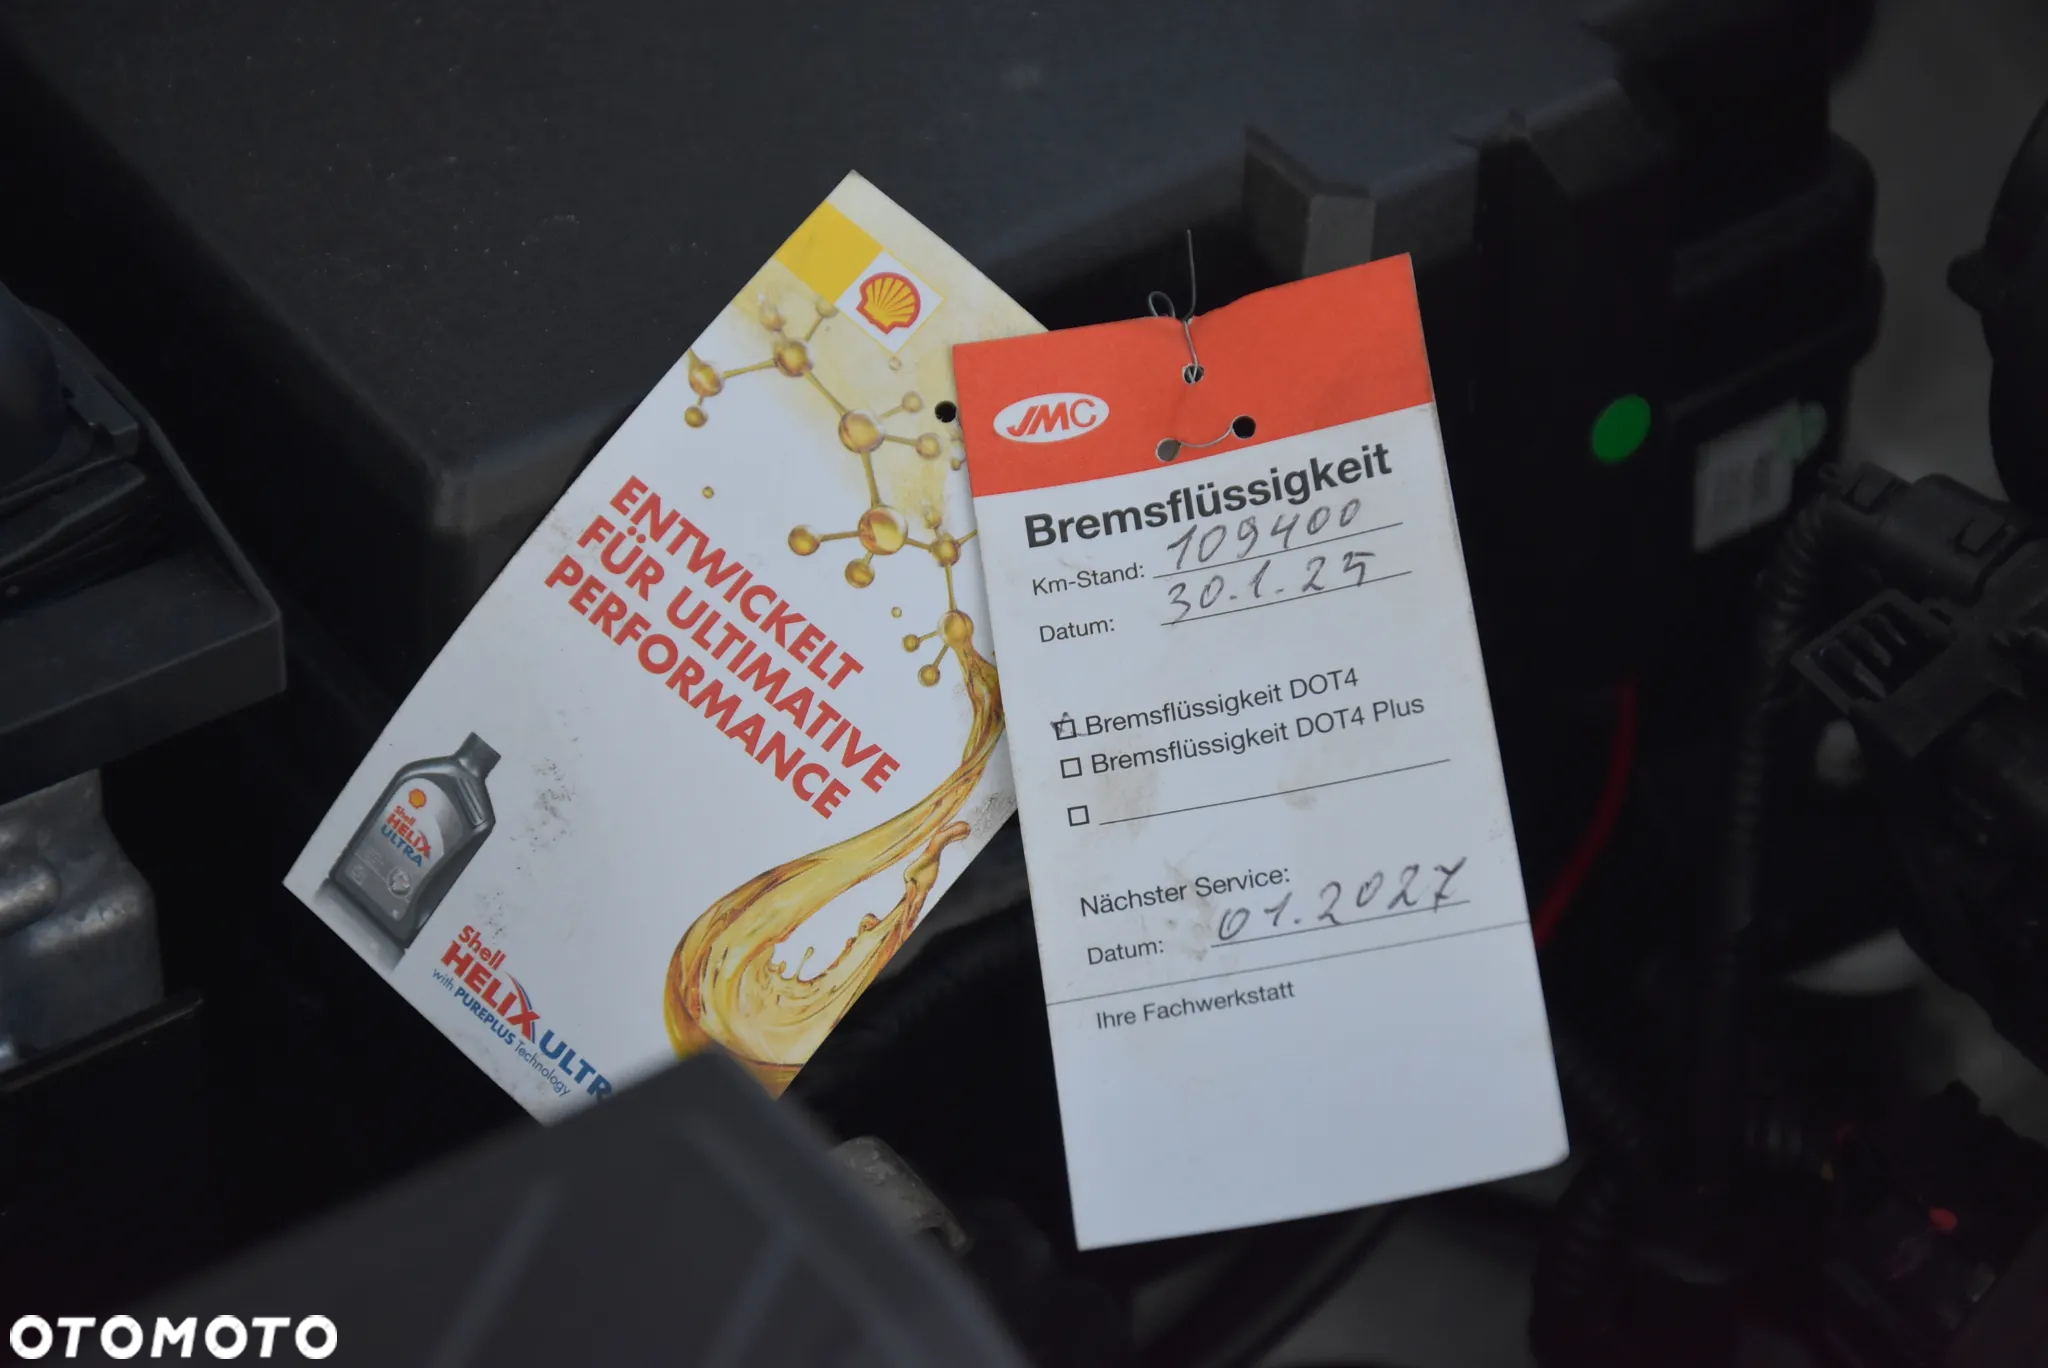 ENTWICKELT
FÜR ULTIMATIVE
PERFORMANCE
Shell
HELIX
ULTRA
Shell
HELIX ULTR
with PUREPLUS Technology
JMC
Bremsflüssigkeit
Km-Stand: 109400
Datum: 30.1.25
Bremsflüssigkeit DOT4
Bremsflüssigkeit DOT4 Plus
Nächster Service:
Datum: 01.2027
Ihre Fachwerkstatt
OTOMOTO